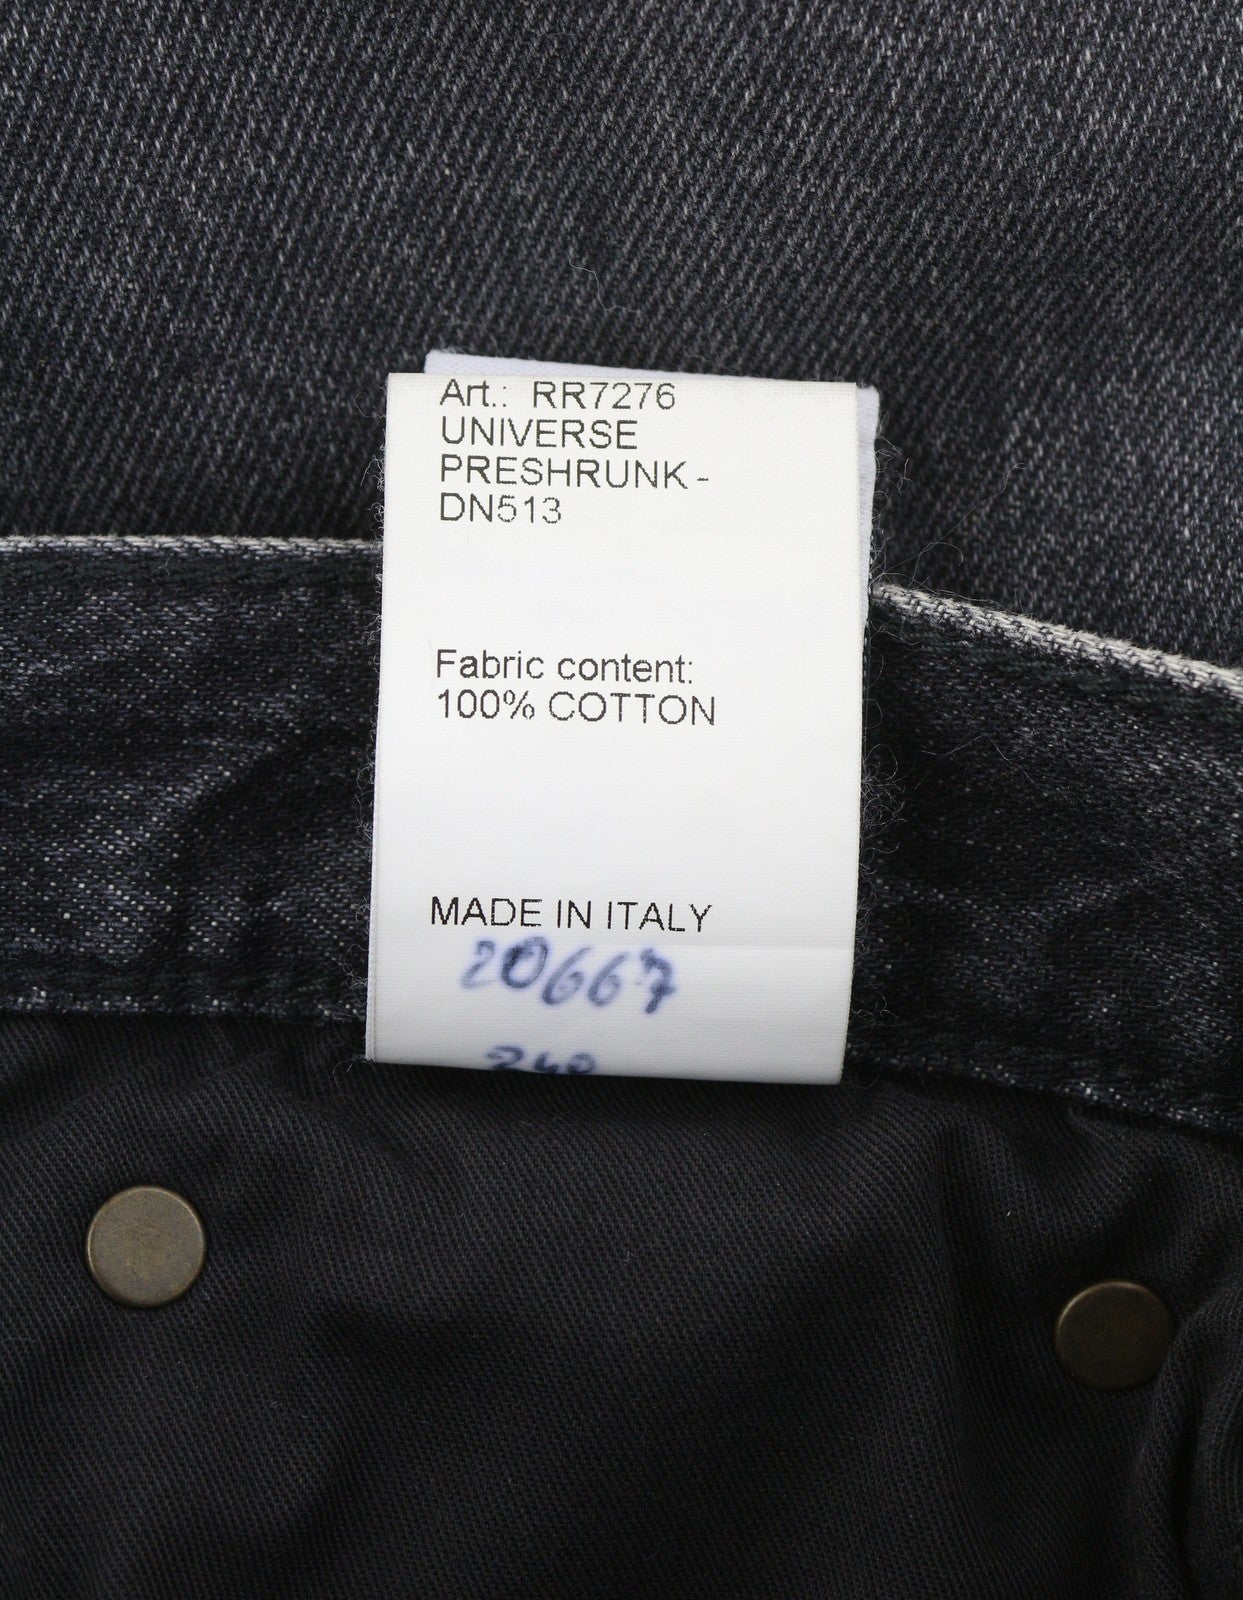 Art.: RR7276
UNIVERSE
PRESHRUNK-
DN513
Fabric content:
100% COTTON
MADE IN ITALY
20667